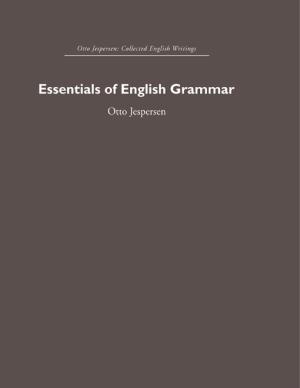 Otto Jespersen: Collected English Writings
Essentials of English Grammar
Otto Jespersen